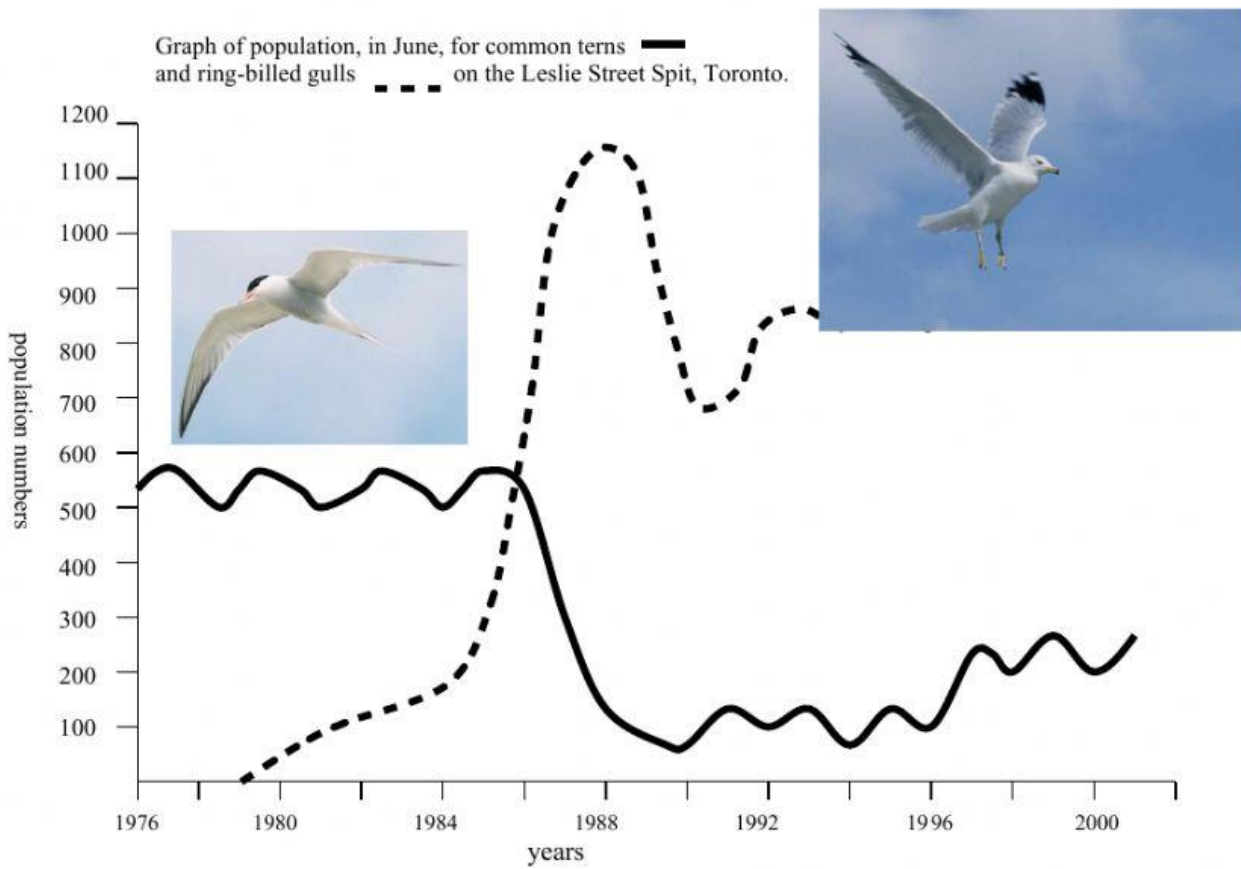 Graph of population, in June, for common terns
and ring-billed gulls on the Leslie Street Spit, Toronto.
1200
1100
1000
900
800
700
600
500
400
300
200
100
population numbers
1976 1980 1984 1988 1992 1996 2000
years